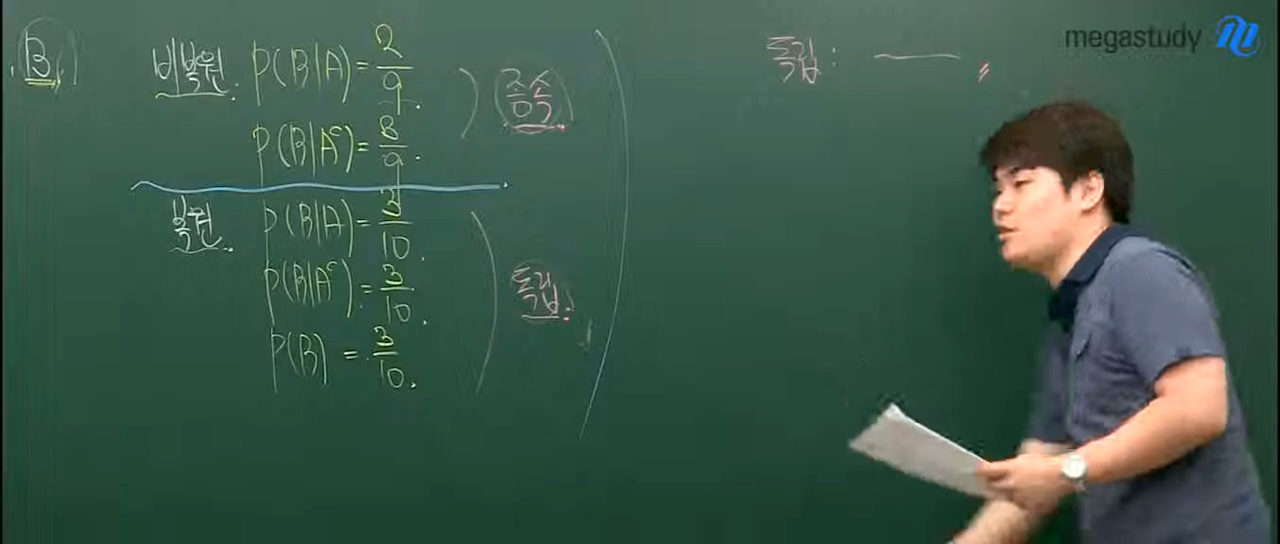 B
비복원. P(B|A) = 2/9.
P(B|Aᶜ) = 8/9.
종속.
복원. P(B|A) = 3/10.
P(B|Aᶜ) = 3/10.
P(B) = 3/10.
독립.
독립 :
megastudy